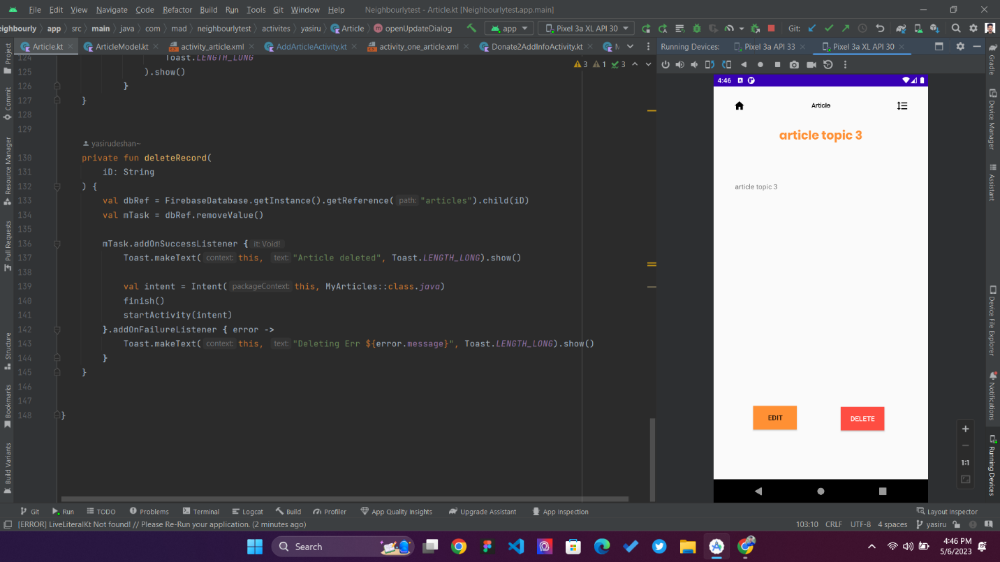 File Edit View Navigate Code Refactor Build Run Tools Git Window Help Neighbourlytest - Article.kt [Neighbourlytest.app.main]
eighbourly app src main java com mad neighbourlytest activites yasiru Article openUpdateDialog app Pixel 3a XL API 30 Git:
Article.kt ArticleModel.kt activity_article.xml AddArticleActivity.kt activity_one_article.xml Donate2AddInfoActivity.kt M Running Devices: Pixel 3a API 33 Pixel 3a XL API 30
Project
Commit
Resource Manager
Pull Requests
Structure
Bookmarks
Build Variants
3 1 3
124 Toast.LENGTH_LONG
125 ).show()
126 }
127 }
128
129
yasirudeshan~
130 private fun deleteRecord(
131 iD: String
132 ) {
133 val dbRef = FirebaseDatabase.getInstance().getReference( path: "articles").child(iD)
134 val mTask = dbRef.removeValue()
135
136 mTask.addOnSuccessListener { it: Void!
137 Toast.makeText( context: this, text: "Article deleted", Toast.LENGTH_LONG).show()
138
139 val intent = Intent( packageContext: this, MyArticles::class.java)
140 finish()
141 startActivity(intent)
142 }.addOnFailureListener { error ->
143 Toast.makeText( context: this, text: "Deleting Err ${error.message}", Toast.LENGTH_LONG).show()
144 }
145 }
146
147
148 }
4:46
Article
article topic 3
article topic 3
EDIT DELETE
1:1
Gradle
Device Manager
Assistant
Device File Explorer
Notifications
Running Devices
Git Run TODO Problems Terminal Logcat Build Profiler App Quality Insights Upgrade Assistant App Inspection Layout Inspector
[ERROR] LiveLiteralKt Not found! // Please Re-Run your application. (2 minutes ago) 103:10 CRLF UTF-8 4 spaces yasiru
Search
4:46 PM
5/6/2023